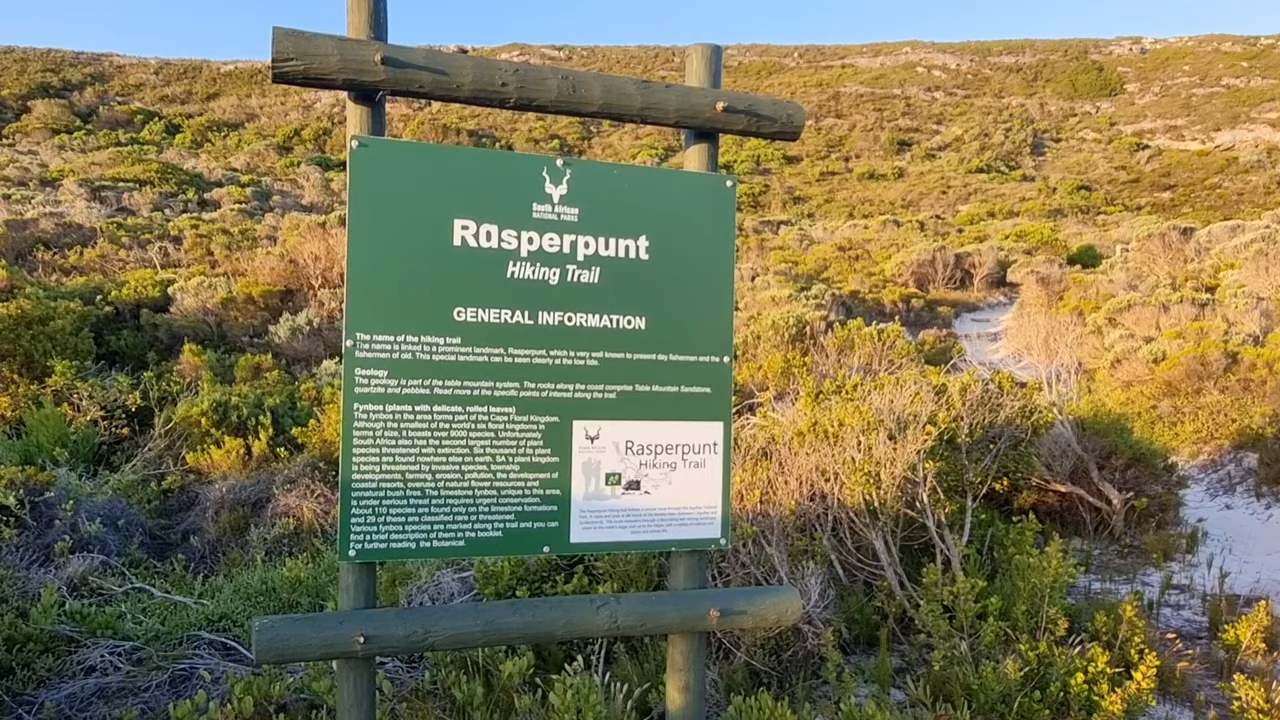 South African
NATIONAL PARKS
Rasperpunt
Hiking Trail
GENERAL INFORMATION
The name of the hiking trail
The name is linked to a prominent landmark, Rasperpunt, which is very well known to present day fishermen and the
fishermen of old. This special landmark can be seen clearly at the low tide.
Geology
The geology is part of the table mountain system. The rocks along the coast comprise Table Mountain Sandstone,
quartzite and pebbles. Read more at the specific points of interest along the trail.
Fynbos (plants with delicate, rolled leaves)
The fynbos in the area forms part of the Cape Floral Kingdom.
Although the smallest of the world's six floral kingdoms in
terms of size, it boasts over 9000 species. Unfortunately
South Africa also has the second largest number of plant
species threatened with extinction. Six thousand of its plant
species are found nowhere else on earth. SA 's plant kingdom
is being threatened by invasive species, township
developments, farming, erosion, pollution, the development of
coastal resorts, overuse of natural flower resources and
unnatural bush fires. The limestone fynbos, unique to this area,
is under serious threat and requires urgent conservation.
About 110 species are found only on the limestone formations
and 29 of these are classified rare or threatened.
Various fynbos species are marked along the trail and you can
find a brief description of them in the booklet.
For further reading the Botanical.
Rasperpunt
Hiking Trail